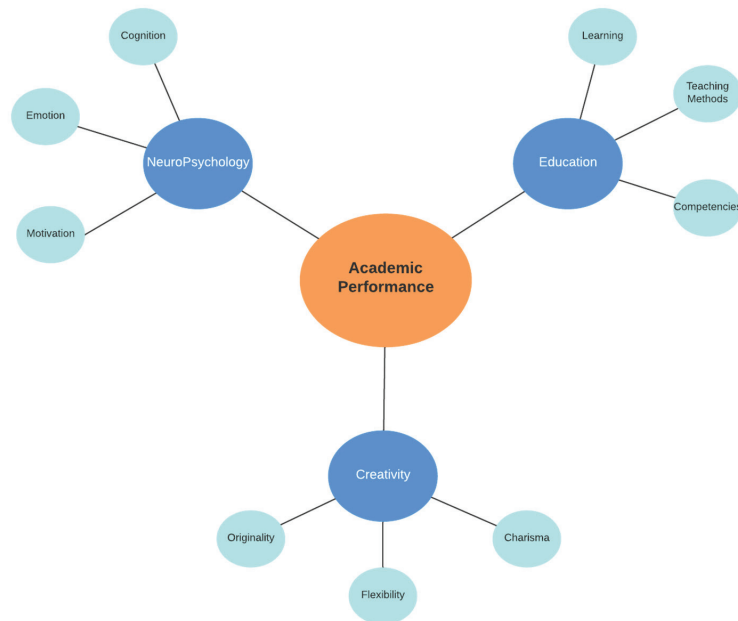 Cognition
Learning
Teaching
Methods
Emotion
NeuroPsychology
Education
Competencies
Motivation
Academic
Performance
Creativity
Originality
Charisma
Flexibility